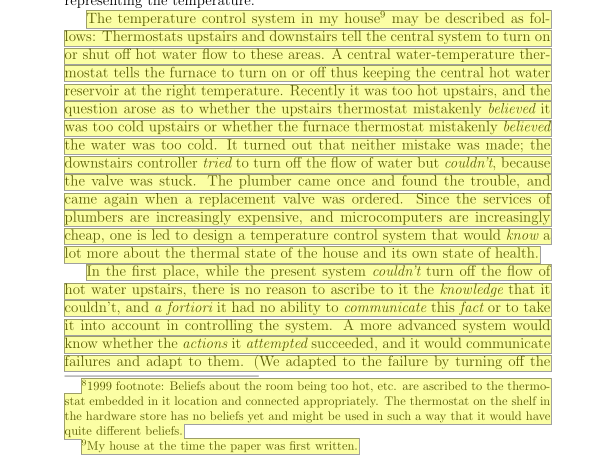 representing the temperature.
The temperature control system in my house9 may be described as fol-
lows: Thermostats upstairs and downstairs tell the central system to turn on
or shut off hot water flow to these areas. A central water-temperature ther-
mostat tells the furnace to turn on or off thus keeping the central hot water
reservoir at the right temperature. Recently it was too hot upstairs, and the
question arose as to whether the upstairs thermostat mistakenly believed it
was too cold upstairs or whether the furnace thermostat mistakenly believed
the water was too cold. It turned out that neither mistake was made; the
downstairs controller tried to turn off the flow of water but couldn't, because
the valve was stuck. The plumber came once and found the trouble, and
came again when a replacement valve was ordered. Since the services of
plumbers are increasingly expensive, and microcomputers are increasingly
cheap, one is led to design a temperature control system that would know a
lot more about the thermal state of the house and its own state of health.
In the first place, while the present system couldn't turn off the flow of
hot water upstairs, there is no reason to ascribe to it the knowledge that it
couldn't, and a fortiori it had no ability to communicate this fact or to take
it into account in controlling the system. A more advanced system would
know whether the actions it attempted succeeded, and it would communicate
failures and adapt to them. (We adapted to the failure by turning off the
8 1999 footnote: Beliefs about the room being too hot, etc. are ascribed to the thermo-
stat embedded in it location and connected appropriately. The thermostat on the shelf in
the hardware store has no beliefs yet and might be used in such a way that it would have
quite different beliefs.
9 My house at the time the paper was first written.